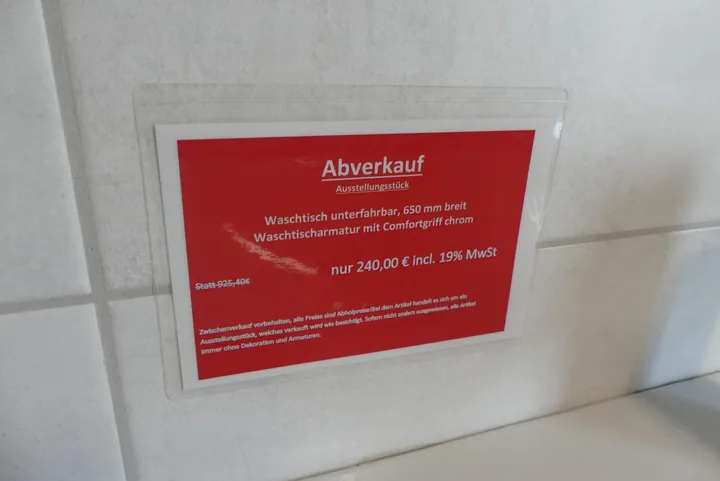 Abverkauf
Ausstellungsstück
Waschtisch unterfahrbar, 650 mm breit
Waschtischarmatur mit Comfortgriff chrom
nur 240,00 € incl. 19% MwSt
Statt 925,40€
Zwischenverkauf vorbehalten, alle Preise sind Abholpreise!Bei dem Artikel handelt es sich um ein
Ausstellungsstück, welches verkauft wird wie besichtigt. Sofern nicht anders ausgewiesen, alle Artikel
immer ohne Dekoration und Armaturen.